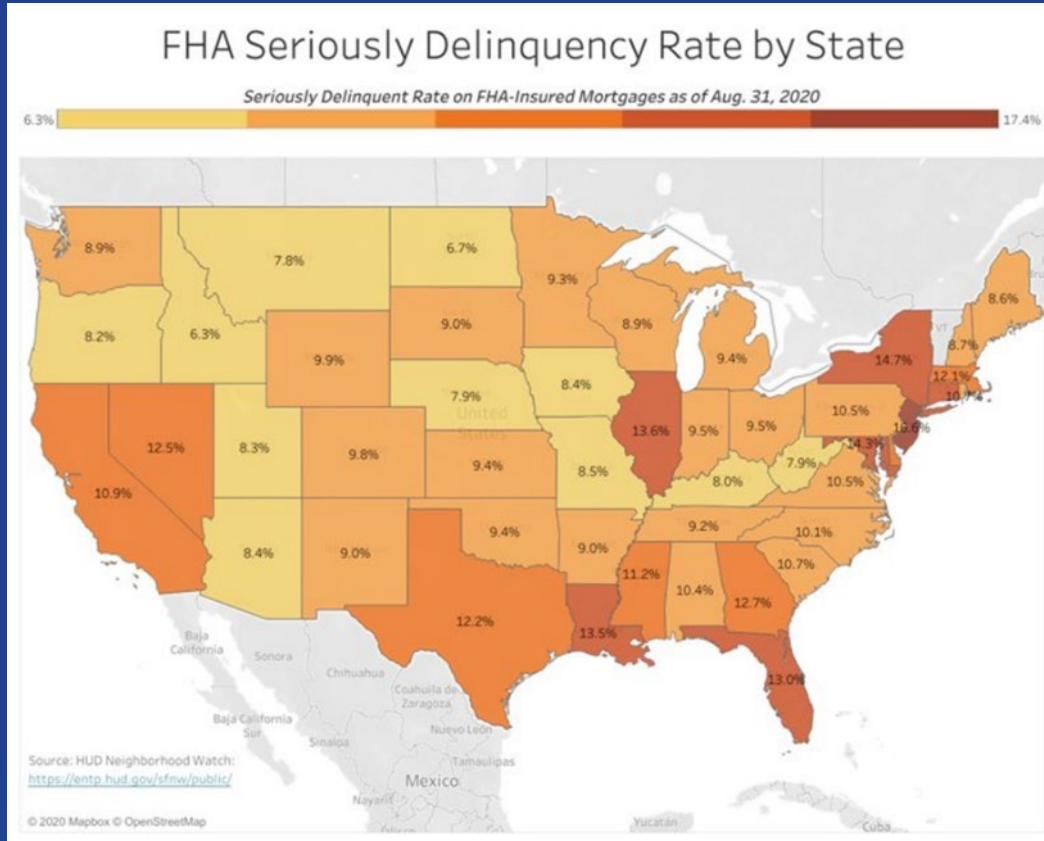 FHA Seriously Delinquency Rate by State
Seriously Delinquent Rate on FHA-Insured Mortgages as of Aug. 31, 2020
6.3%
17.4%
8.9%
7.8%
6.7%
9.3%
8.6%
8.2%
6.3%
9.0%
8.9%
VT
8.7%
9.9%
9.4%
14.7%
12.1%
7.9%
8.4%
10.5%
United
States
12.5%
8.3%
9.8%
13.6%
9.5%
9.5%
14.3%
10.9%
9.4%
8.5%
8.0%
7.9%
10.5%
8.4%
9.0%
9.4%
9.0%
9.2%
10.1%
11.2%
10.4%
12.7%
10.7%
12.2%
13.5%
13.0%
Baja
California
Sonora
Chihuahua
Coahuila de
Zaragoza
Baja California
Sur
Nuevo León
Sinaloa
Tamaulipas
Source: HUD Neighborhood Watch:
https://entp.hud.gov/sfnw/public/
Mexico
Nayarit
© 2020 Mapbox © OpenStreetMap
Yucatán
Cuba